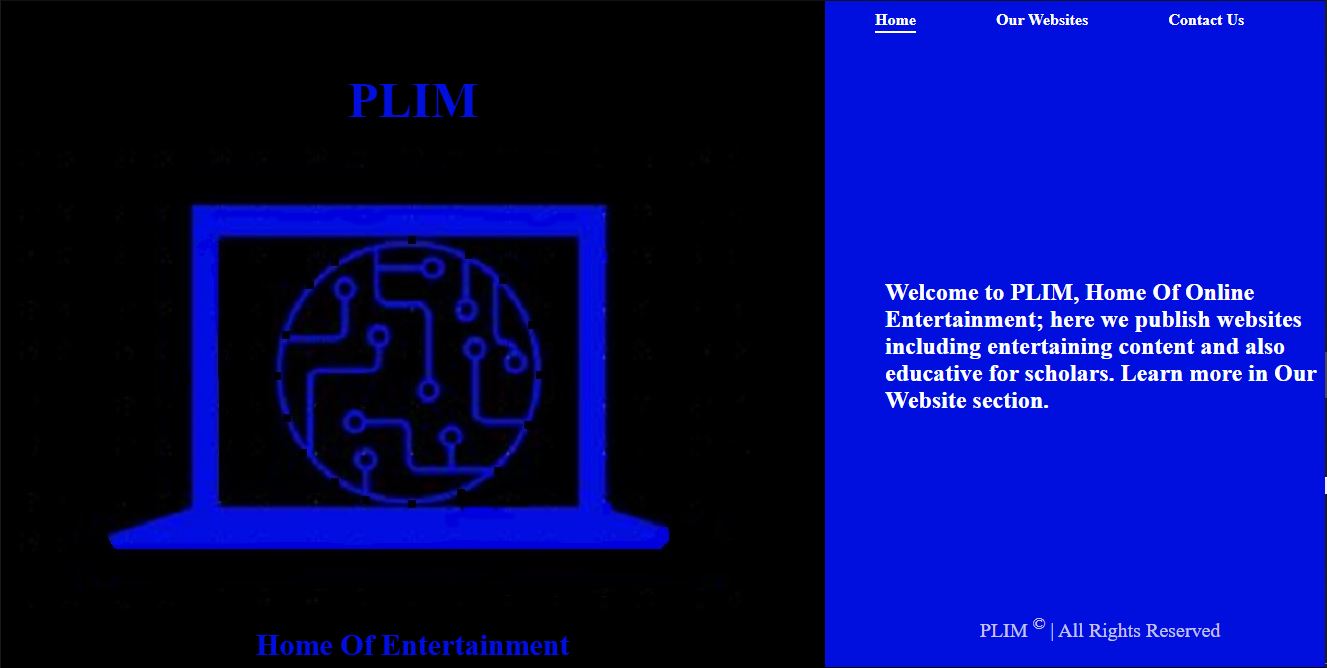 Home Our Websites Contact Us
PLIM
Welcome to PLIM, Home Of Online
Entertainment; here we publish websites
including entertaining content and also
educative for scholars. Learn more in Our
Website section.
Home Of Entertainment
PLIM © | All Rights Reserved